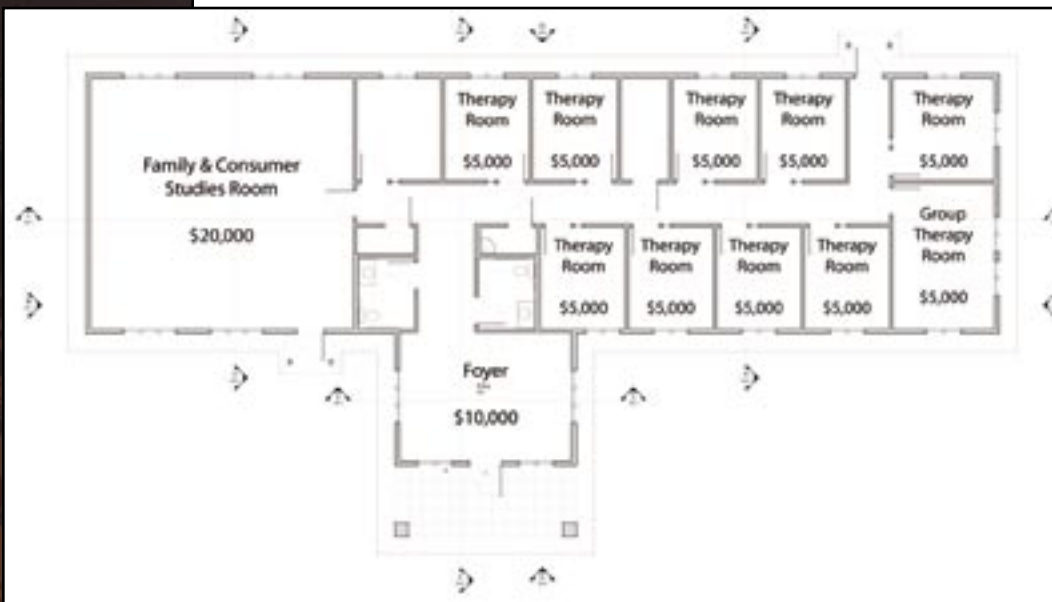 Family & Consumer
Studies Room
$20,000
Therapy
Room
$5,000
Therapy
Room
$5,000
Therapy
Room
$5,000
Therapy
Room
$5,000
Therapy
Room
$5,000
Group
Therapy
Room
$5,000
Therapy
Room
$5,000
Therapy
Room
$5,000
Therapy
Room
$5,000
Therapy
Room
$5,000
Foyer
$10,000